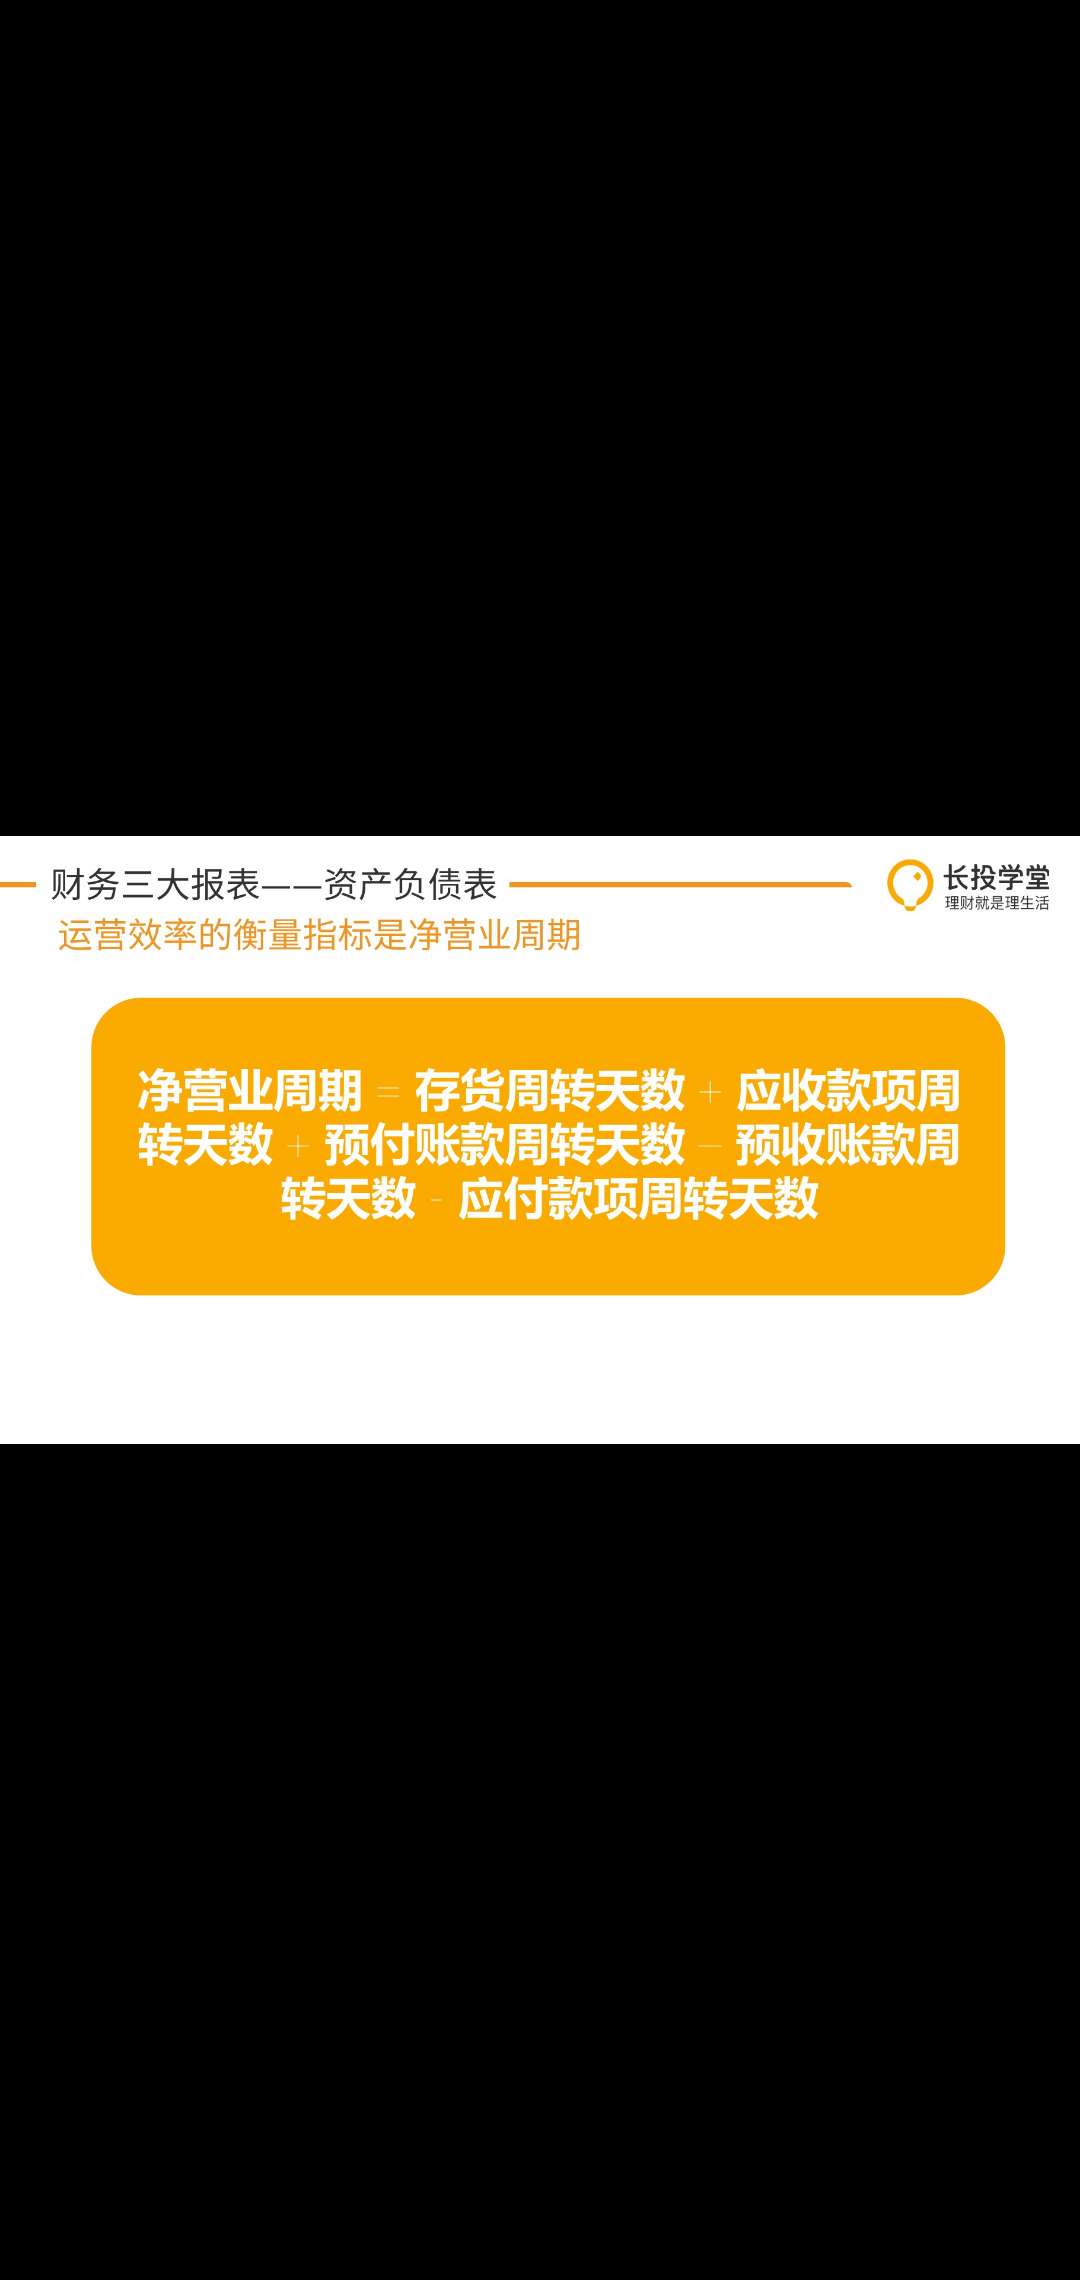 财务三大报表——资产负债表
长投学堂
理财就是理生活
运营效率的衡量指标是净营业周期
净营业周期 = 存货周转天数 + 应收款项周
转天数 + 预付账款周转天数 – 预收账款周
转天数 - 应付款项周转天数